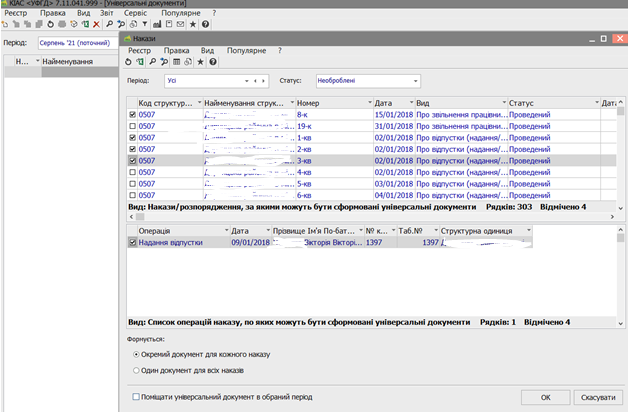 КІАС <УФГД> 7.11.041.999 - [Універсальні документи]
Реєстр Правка Вид Звіт Сервіс Популярне ?
Період: Серпень '21 (поточний)
Н... Найменування
Накази
Реєстр Правка Вид Популярне ?
Період: Усі Статус: Необроблені
Код структур... Найменування струк... Номер Дата Вид Статус Дата
0507 8-к 15/01/2018 Про звільнення працівни... Проведений
0507 19-к 31/01/2018 Про звільнення працівни... Проведений
0507 1-кв 02/01/2018 Про відпустки (надання/... Проведений
0507 2-кв 02/01/2018 Про відпустки (надання/... Проведений
0507 3-кв 02/01/2018 Про відпустки (надання/... Проведений
0507 4-кв 02/01/2018 Про відпустки (надання/... Проведений
0507 5-кв 03/01/2018 Про відпустки (надання/... Проведений
0507 6-кв 04/01/2018 Про відпустки (надання/... Проведений
Вид: Накази/розпорядження, за якими можуть бути сформовані універсальні документи Рядків: 303 Відмічено 4
Операція Дата Прізвище Ім'я По-бат... № к... Таб.№ Структурна одиниця
Надання відпустки 09/01/2018 Вікторія Вікторі... 1397 1397
Вид: Список операцій наказу, по яких можуть бути сформовані універсальні документи Рядків: 1 Відмічено 4
Формується:
Окремий документ для кожного наказу
Один документ для всіх наказів
Поміщати універсальний документ в обраний період
ОК Скасувати